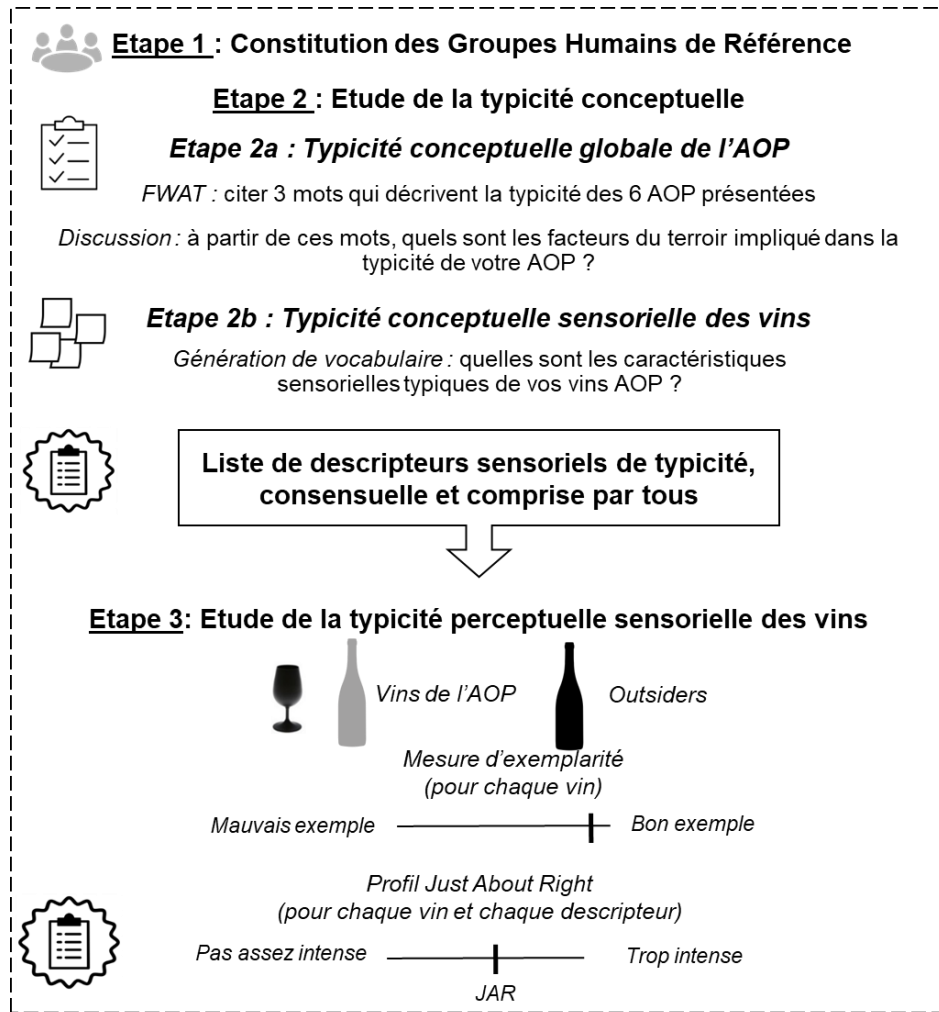 Etape 1 : Constitution des Groupes Humains de Référence
Etape 2 : Etude de la typicité conceptuelle
Etape 2a : Typicité conceptuelle globale de l’AOP
FWAT : citer 3 mots qui décrivent la typicité des 6 AOP présentées
Discussion : à partir de ces mots, quels sont les facteurs du terroir impliqué dans la
typicité de votre AOP ?
Etape 2b : Typicité conceptuelle sensorielle des vins
Génération de vocabulaire : quelles sont les caractéristiques
sensorielles typiques de vos vins AOP ?
Liste de descripteurs sensoriels de typicité,
consensuelle et comprise par tous
Etape 3: Etude de la typicité perceptuelle sensorielle des vins
Vins de l’AOP
Outsiders
Mesure d’exemplarité
(pour chaque vin)
Mauvais exemple
Bon exemple
Profil Just About Right
(pour chaque vin et chaque descripteur)
Pas assez intense
Trop intense
JAR